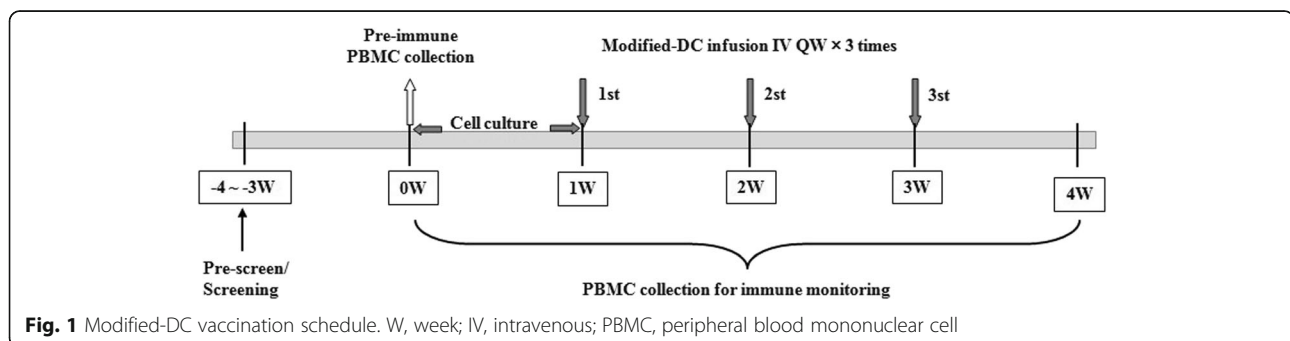 Pre-immune
PBMC collection
Modified-DC infusion IV QW × 3 times
1st
2st
3st
Cell culture
-4 ~ -3W
0W
1W
2W
3W
4W
Pre-screen/
Screening
PBMC collection for immune monitoring
Fig. 1 Modified-DC vaccination schedule. W, week; IV, intravenous; PBMC, peripheral blood mononuclear cell